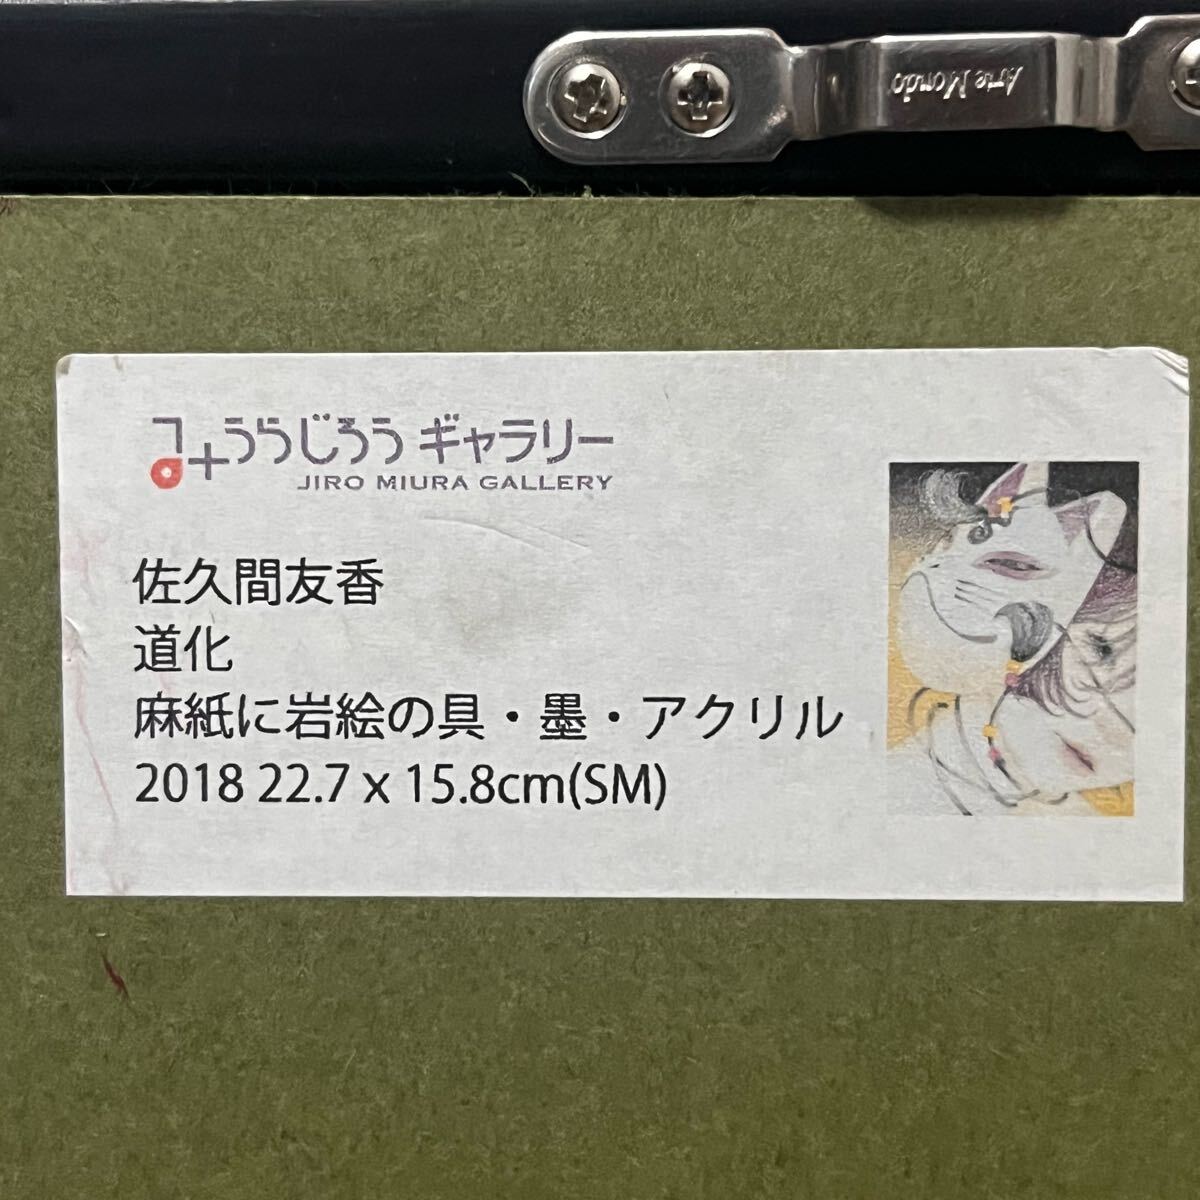 Arte Mondo
みうらじろうギャラリー
JIRO MIURA GALLERY
佐久間友香
道化
麻紙に岩絵の具・墨・アクリル
2018 22.7 x 15.8cm(SM)